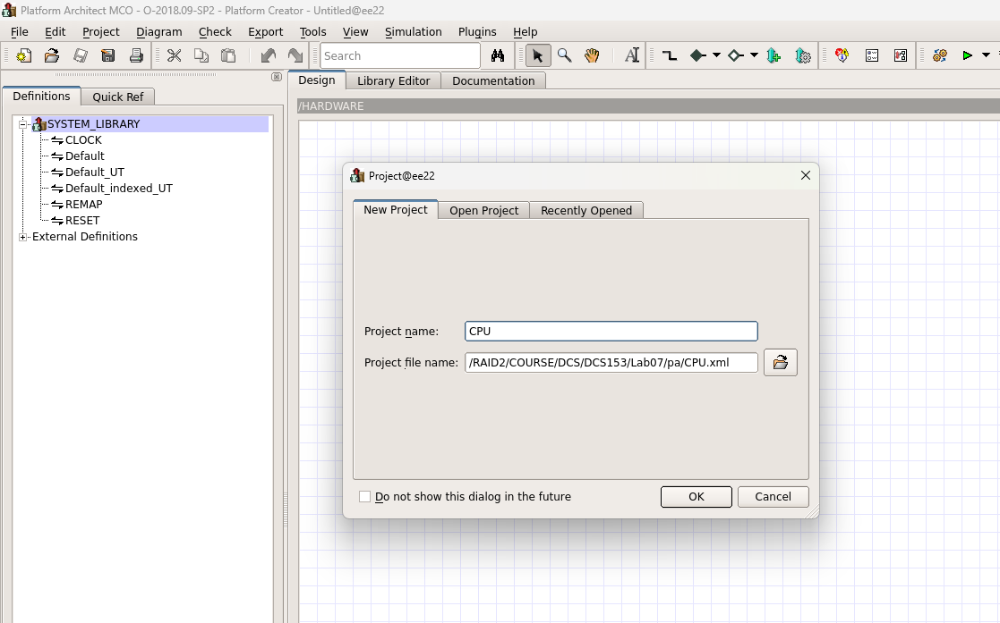 Platform Architect MCO - O-2018.09-SP2 - Platform Creator - Untitled@ee22
File Edit Project Diagram Check Export Tools View Simulation Plugins Help
Search
Definitions Quick Ref
SYSTEM_LIBRARY
CLOCK
Default
Default_UT
Default_indexed_UT
REMAP
RESET
External Definitions
Design Library Editor Documentation
/HARDWARE
Project@ee22
New Project Open Project Recently Opened
Project name: CPU
Project file name: /RAID2/COURSE/DCS/DCS153/Lab07/pa/CPU.xml
Do not show this dialog in the future OK Cancel